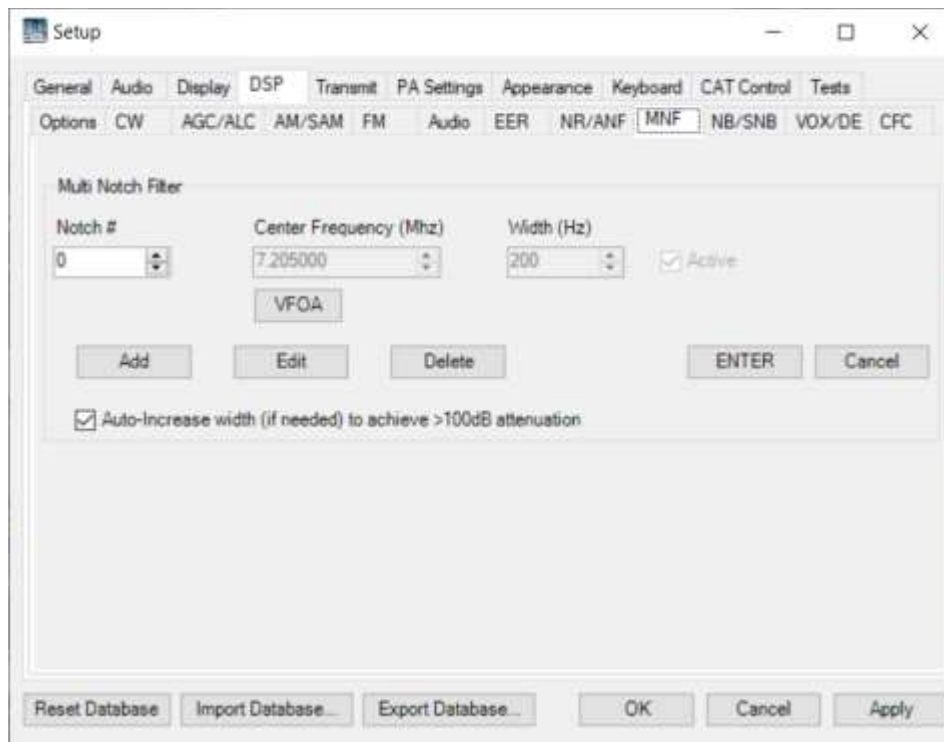 Setup
General Audio Display DSP Transmit PA Settings Appearance Keyboard CAT Control Tests
Options CW AGC/ALC AM/SAM FM Audio EER NR/ANF MNF NB/SNB VOX/DE CFC
Multi Notch Filter
Notch # Center Frequency (Mhz) Width (Hz)
0 7.205000 200 Active
VFOA
Add Edit Delete ENTER Cancel
Auto-Increase width (if needed) to achieve >100dB attenuation
Reset Database Import Database... Export Database... OK Cancel Apply